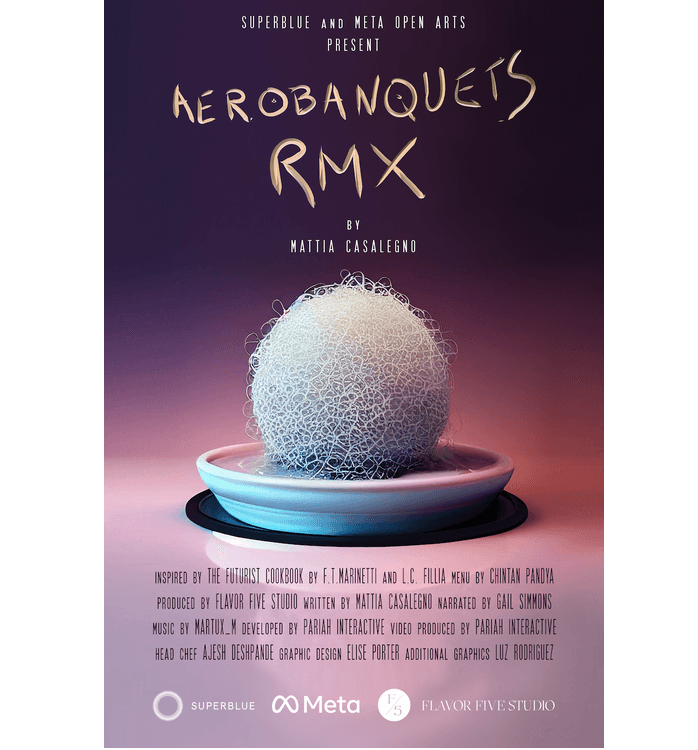 SUPERBLUE AND META OPEN ARTS
PRESENT
AEROBANQUETS
RMX
BY
MATTIA CASALEGNO
INSPIRED BY THE FUTURIST COOKBOOK BY F.T.MARINETTI AND L.C. FILLIA MENU BY CHINTAN PANDYA
PRODUCED BY FLAVOR FIVE STUDIO WRITTEN BY MATTIA CASALEGNO NARRATED BY GAIL SIMMONS
MUSIC BY MARTUX_M DEVELOPED BY PARIAH INTERACTIVE VIDEO PRODUCED BY PARIAH INTERACTIVE
HEAD CHEF AJESH DESHPANDE GRAPHIC DESIGN ELISE PORTER ADDITIONAL GRAPHICS LUZ RODRIGUEZ
SUPERBLUE Meta F/5 FLAVOR FIVE STUDIO